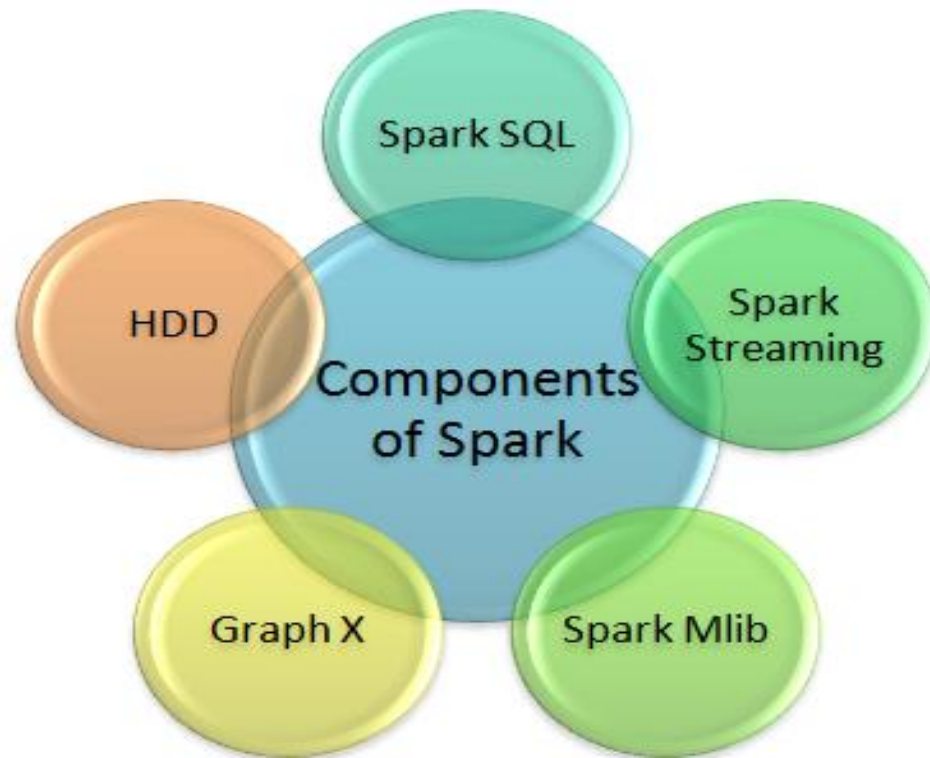 Spark SQL
HDD
Spark
Streaming
Components
of Spark
Graph X
Spark Mlib